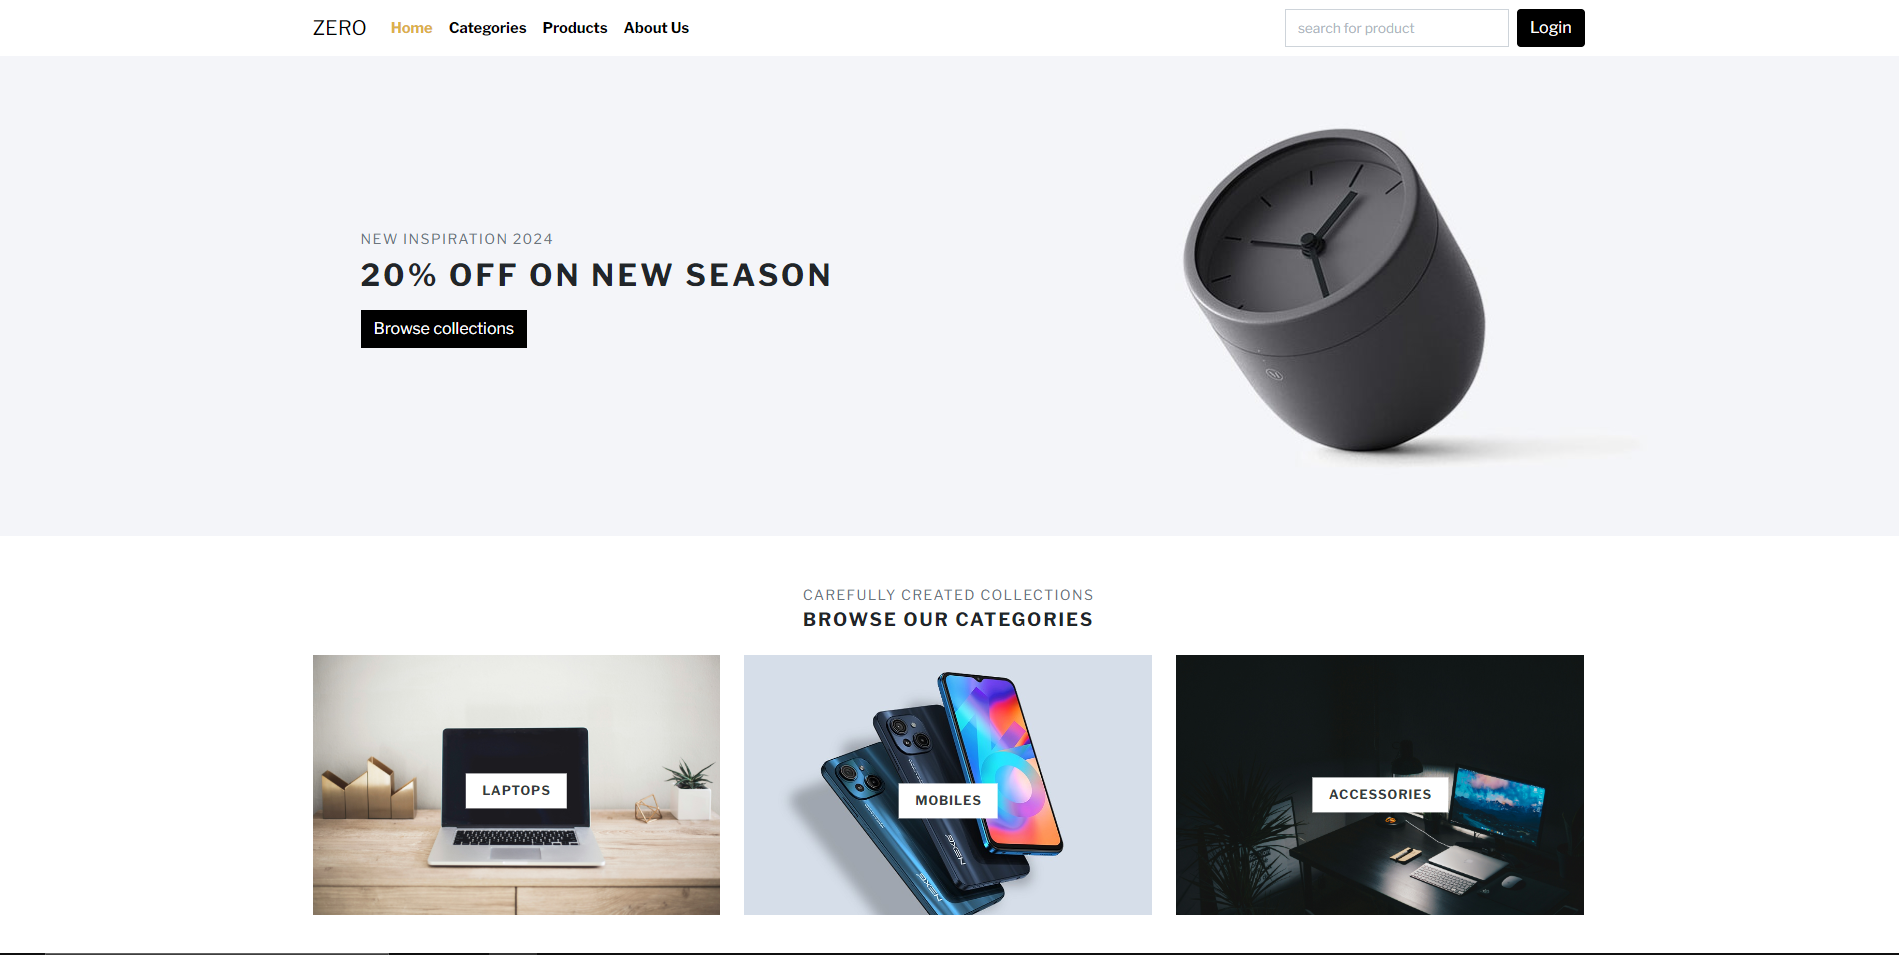 ZERO Home Categories Products About Us search for product Login
NEW INSPIRATION 2024
20% OFF ON NEW SEASON
Browse collections
CAREFULLY CREATED COLLECTIONS
BROWSE OUR CATEGORIES
LAPTOPS
MOBILES
ACCESSORIES